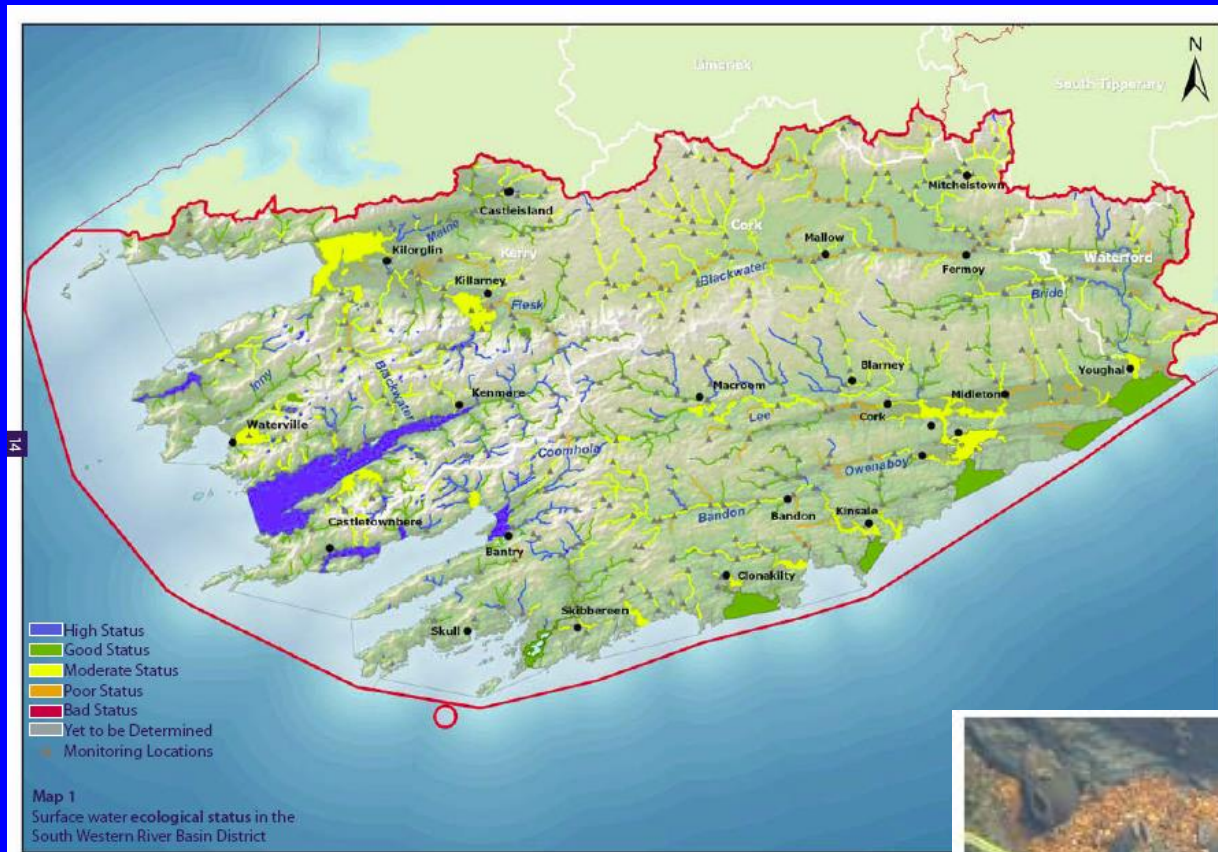 N
Limerick
South Tipperary
Mitchelstown
Castleisland
Cork
Maine
Kilorglin
Kerry
Mallow
Waterford
Blackwater
Fermoy
Killarney
Flesk
Bride
Inny
Blackwater
Blarney
Youghal
Kenmere
Macroom
Midleton
Lee
Cork
Waterville
Coomhola
Owenaboy
Bandon
Bandon
Kinsale
Castletownbere
Bantry
Clonakilty
Skibbereen
Skull
14
High Status
Good Status
Moderate Status
Poor Status
Bad Status
Yet to be Determined
Monitoring Locations
Map 1
Surface water ecological status in the
South Western River Basin District